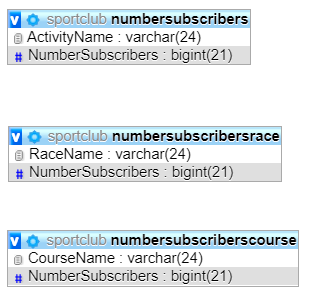 v sportclub numbersubscribers
ActivityName : varchar(24)
# NumberSubscribers : bigint(21)
v sportclub numbersubscribersrace
RaceName : varchar(24)
# NumberSubscribers : bigint(21)
v sportclub numbersubscriberscourse
CourseName : varchar(24)
# NumberSubscribers : bigint(21)